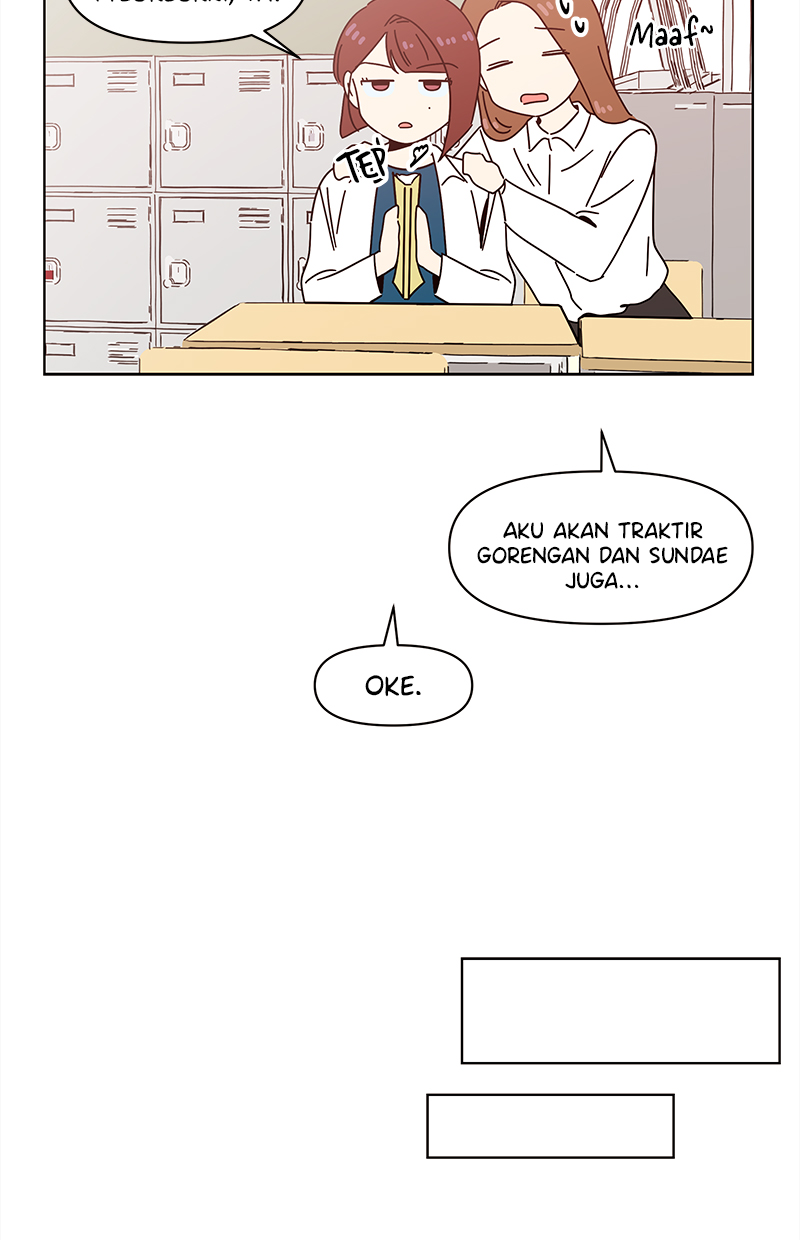 Maaf~
TEP
AKU AKAN TRAKTIR
GORENGAN DAN SUNDAE
JUGA...
OKE.